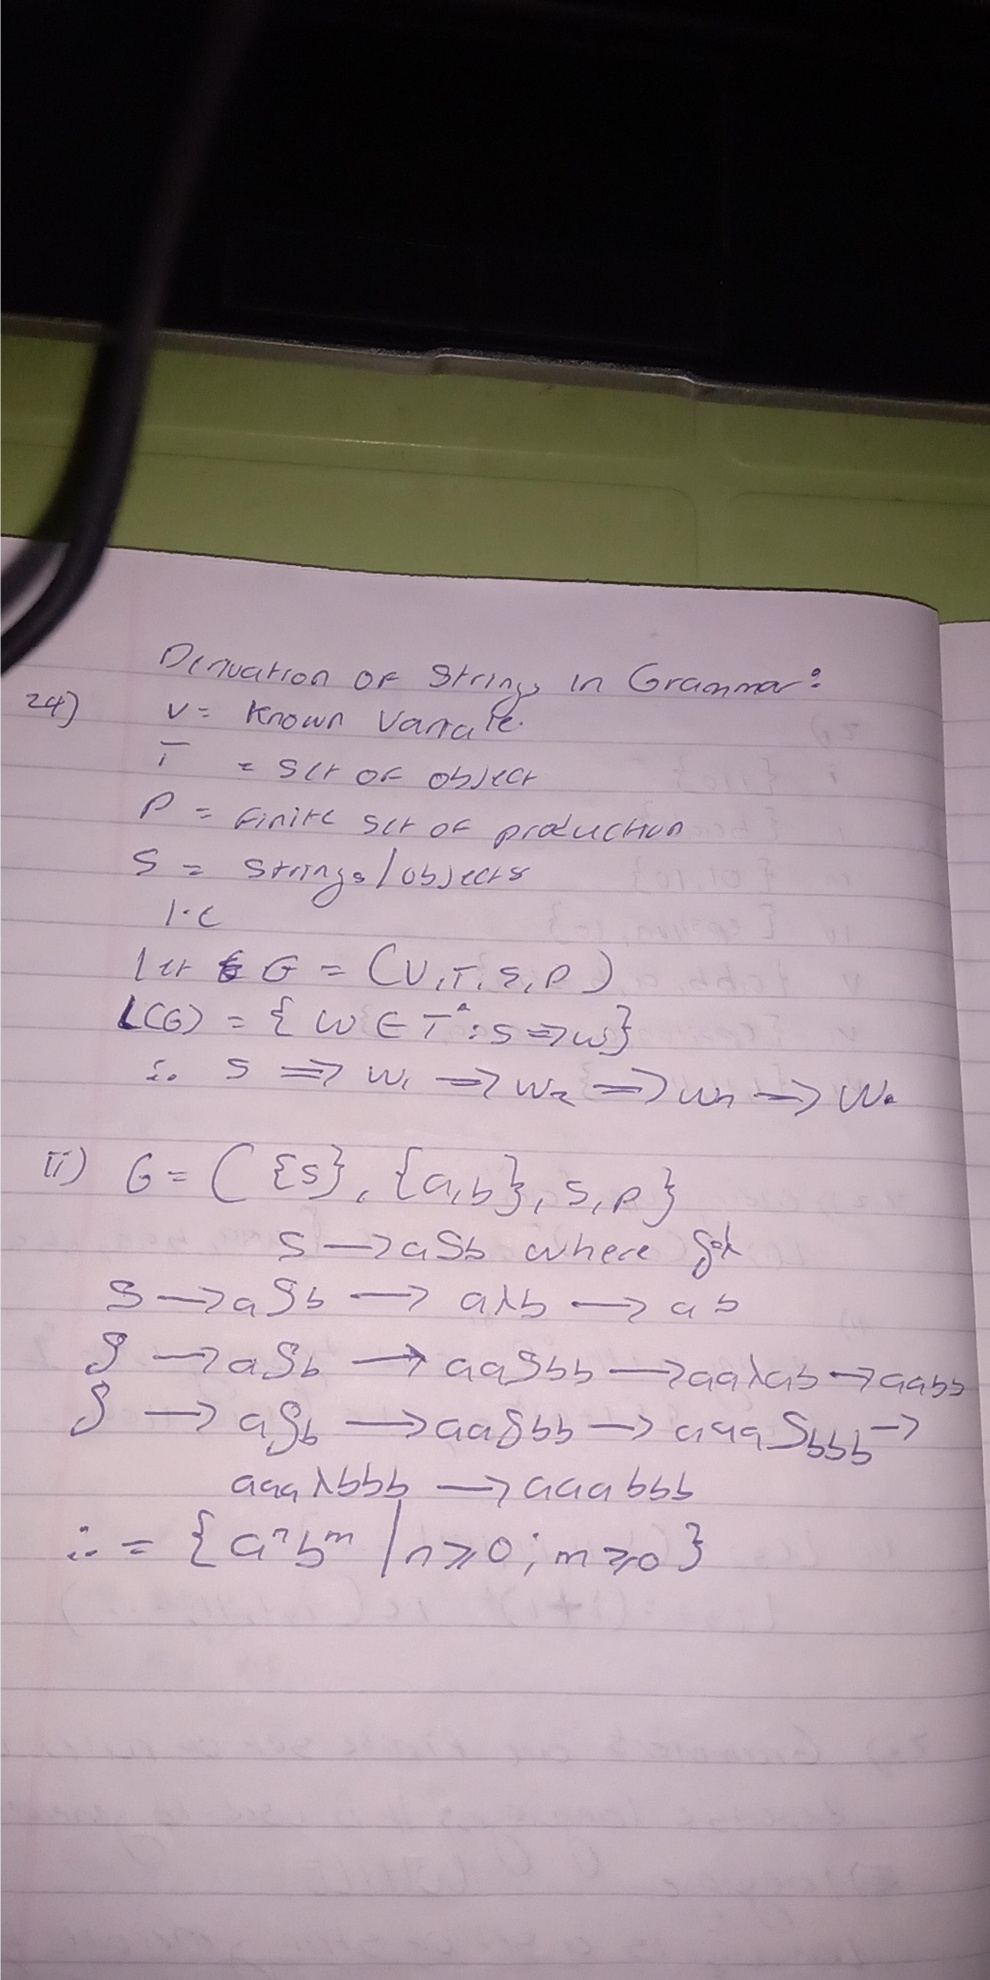 Derivation of Strings in Grammar:
24) V = Known Variable.
T = Set of object
P = Finite set of production
S = Strings/objects
i.e
let G = (V, T, S, P)
L(G) = { w ∈ T* : S ⇒ w}
∴ S ⇒ w₁ ⇒ w₂ ⇒ wn ⇒ w.
ii) G = ( {S}, {a,b}, S, P }
S → aSb where
S → aSb → aλb → ab
S → aSb → aaSbb → aaλab → aabb
S → aSb → aaSbb → aaaSbbb →
aaaλbbb → aaabbb
∴ = {aⁿbᵐ | n ≥ 0; m ≥ 0}